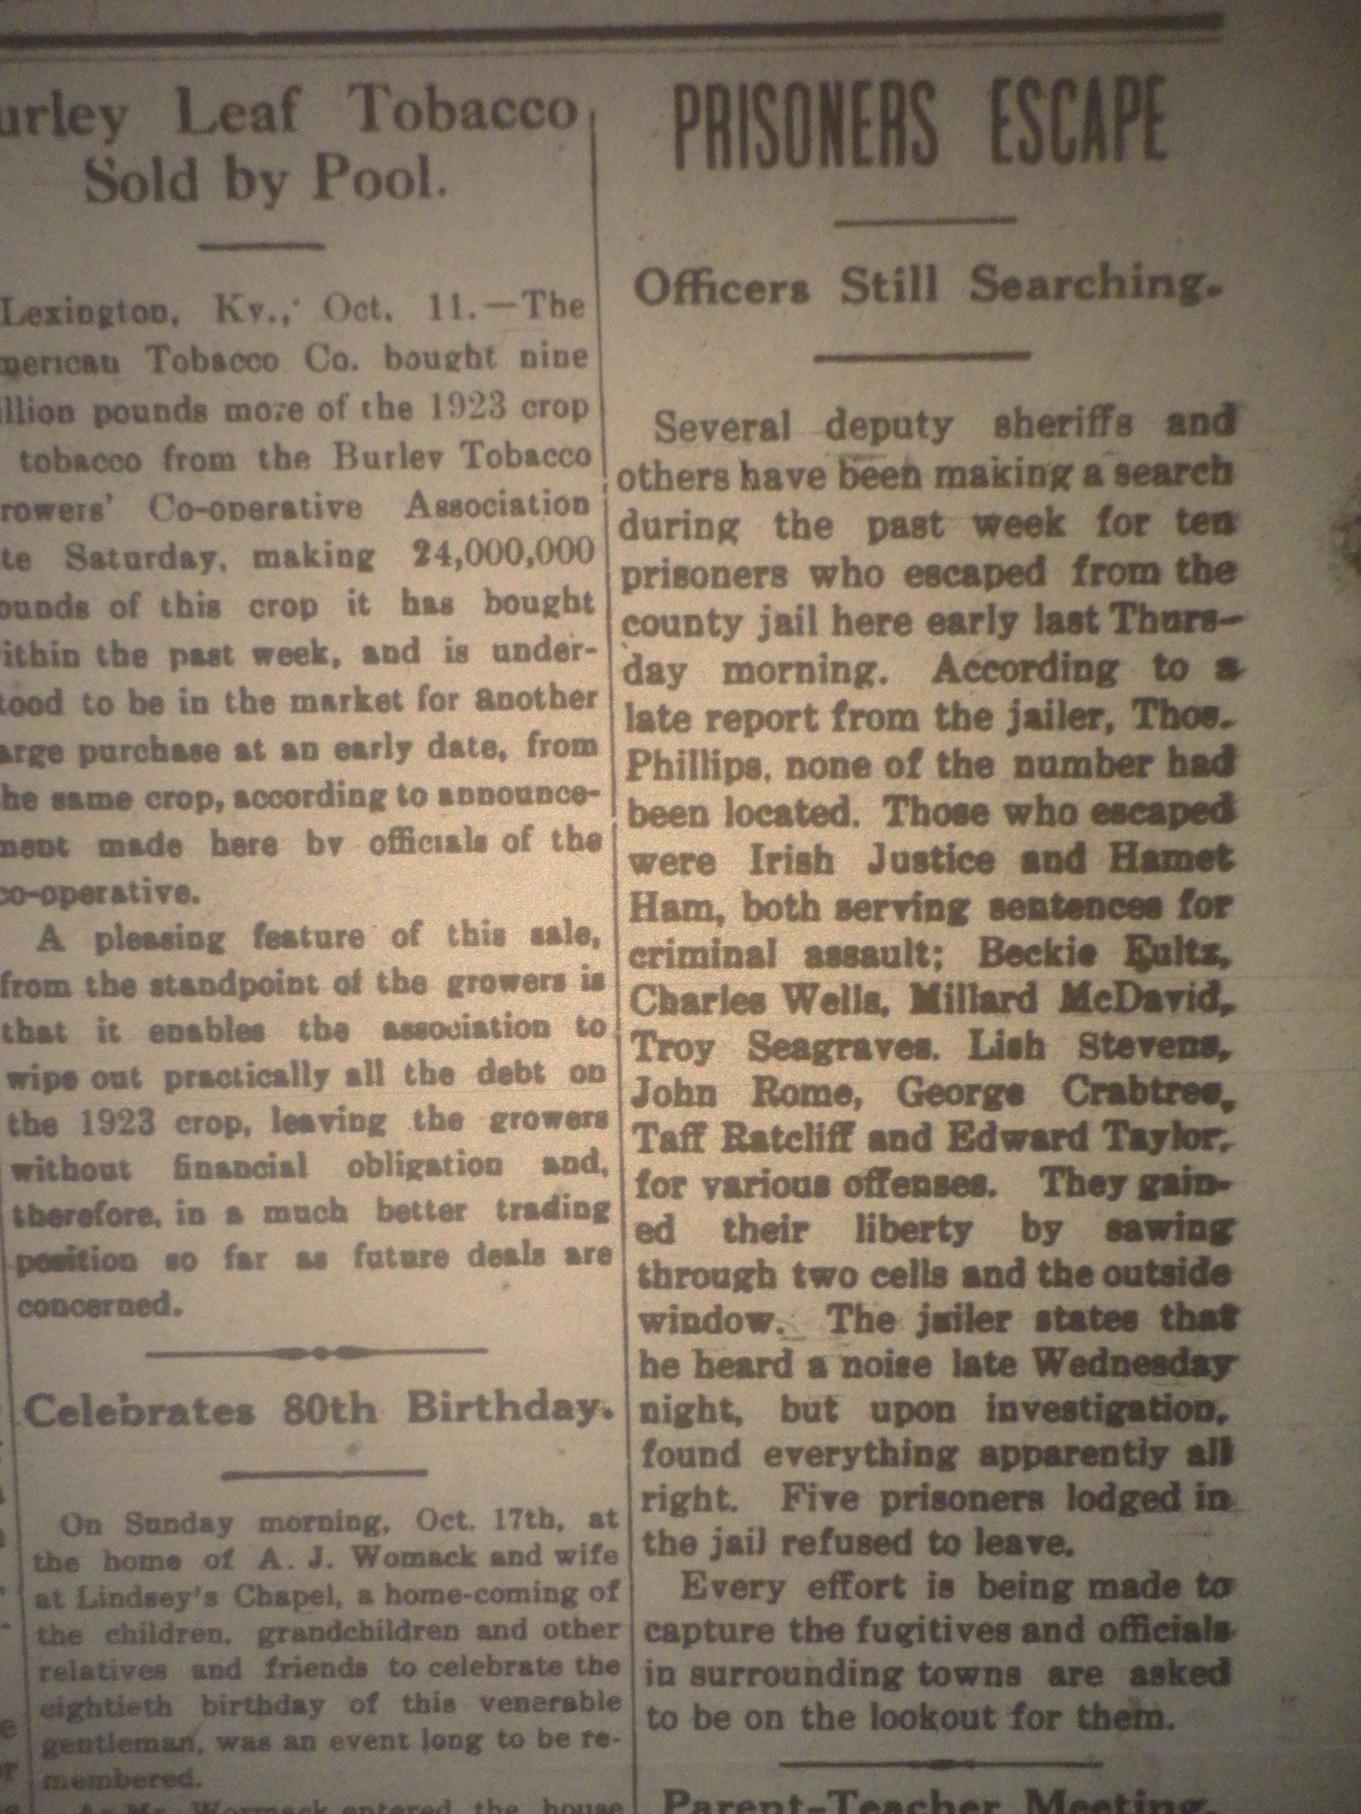 urley Leaf Tobacco
Sold by Pool.
Lexington, Ky., Oct. 11.—The
merican Tobacco Co. bought nine
illion pounds more of the 1923 crop
tobacco from the Burley Tobacco
rowers' Co-operative Association
te Saturday, making 24,000,000
ounds of this crop it has bought
ithin the past week, and is under-
tood to be in the market for another
arge purchase at an early date, from
he same crop, according to announce-
ment made here by officials of the
co-operative.
A pleasing feature of this sale,
from the standpoint of the growers is
that it enables the association to
wipe out practically all the debt on
the 1923 crop, leaving the growers
without financial obligation and,
therefore, in a much better trading
position so far as future deals are
concerned.
Celebrates 80th Birthday.
On Sunday morning, Oct. 17th, at
the home of A. J. Womack and wife
at Lindsey's Chapel, a home-coming of
the children, grandchildren and other
relatives and friends to celebrate the
eightieth birthday of this venerable
gentleman, was an event long to be re-
membered.
As Mr. Wormack entered the house
PRISONERS ESCAPE
Officers Still Searching.
Several deputy sheriffs and
others have been making a search
during the past week for ten
prisoners who escaped from the
county jail here early last Thurs-
day morning. According to a
late report from the jailer, Thos.
Phillips, none of the number had
been located. Those who escaped
were Irish Justice and Hamet
Ham, both serving sentences for
criminal assault; Beckie Fultz,
Charles Wells, Millard McDavid,
Troy Seagraves. Lish Stevens,
John Rome, George Crabtree,
Taff Ratcliff and Edward Taylor,
for various offenses. They gain-
ed their liberty by sawing
through two cells and the outside
window. The jailer states that
he heard a noise late Wednesday
night, but upon investigation,
found everything apparently all
right. Five prisoners lodged in
the jail refused to leave.
Every effort is being made to
capture the fugitives and officials
in surrounding towns are asked
to be on the lookout for them.
Parent-Teacher Meeting